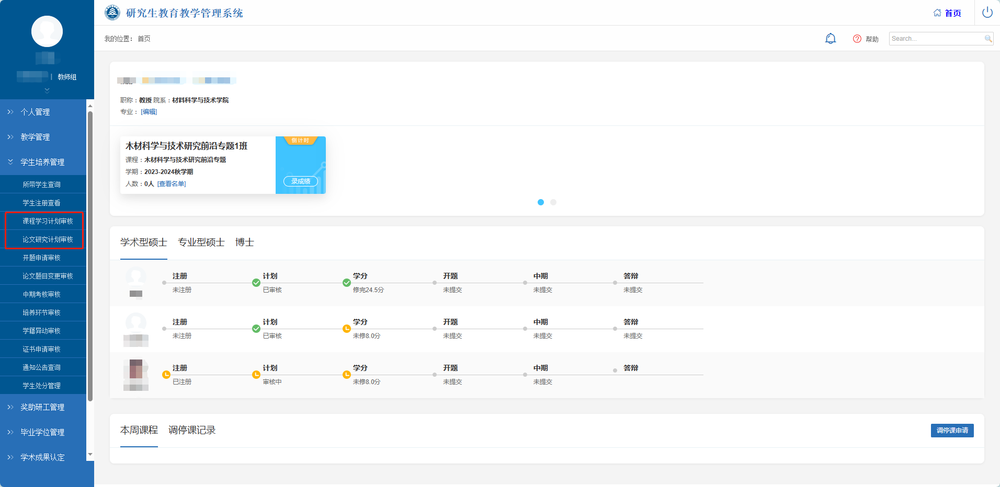 研究生教育教学管理系统
首页
我的位置： 首页
帮助
Search...
| 教师组
个人管理
教学管理
学生培养管理
所带学生查询
学生注册查看
课程学习计划审核
论文研究计划审核
开题申请审核
论文题目变更审核
中期考核审核
培养环节审核
学籍异动审核
证书申请审核
通知公告查询
学生处分管理
奖助研工管理
毕业学位管理
学术成果认定
职称：教授 院系：材料科学与技术学院
专业： [编辑]
木材科学与技术研究前沿专题1班
课程：木材科学与技术研究前沿专题
学期：2023-2024秋学期
人数：0人 [查看名单]
倒计时
录成绩
学术型硕士 专业型硕士 博士
注册 计划 学分 开题 中期 答辩
未注册 已审核 修完24.5分 未提交 未提交 未提交
注册 计划 学分 开题 中期 答辩
未注册 已审核 未修8.0分 未提交 未提交 未提交
注册 计划 学分 开题 中期 答辩
已注册 审核中 未修8.0分 未提交 未提交
本周课程 调停课记录
调停课申请